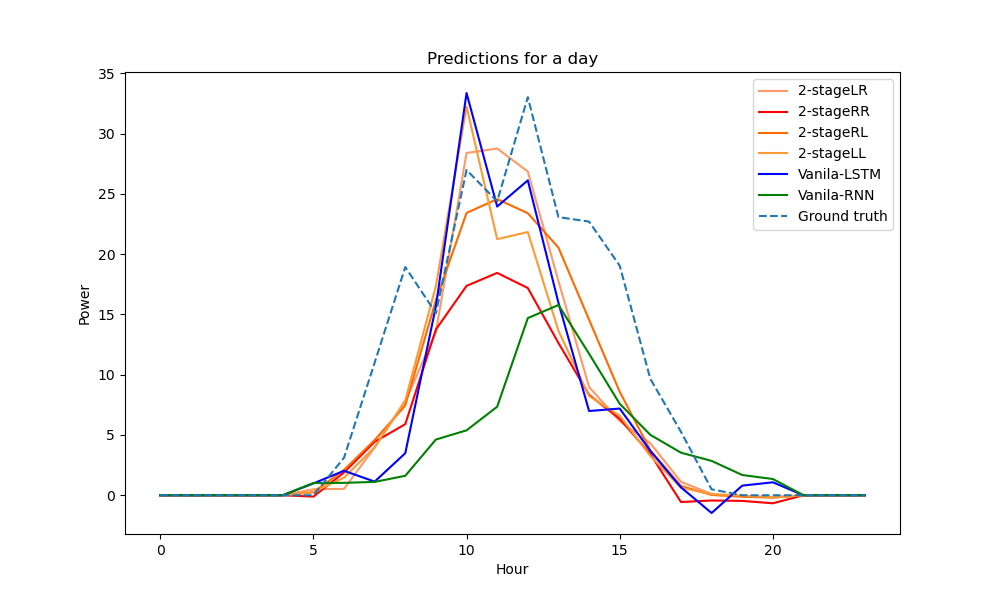 Predictions for a day
35
30
25
20
15
10
5
0
Power
2-stageLR
2-stageRR
2-stageRL
2-stageLL
Vanila-LSTM
Vanila-RNN
Ground truth
0 5 10 15 20
Hour